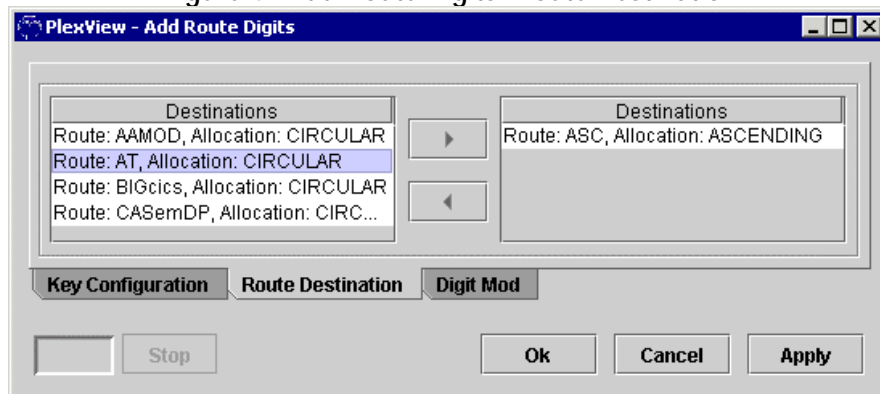 PlexView - Add Route Digits
Destinations
Route: AAMOD, Allocation: CIRCULAR
Route: AT, Allocation: CIRCULAR
Route: BIGcics, Allocation: CIRCULAR
Route: CASemDP, Allocation: CIRC...
Destinations
Route: ASC, Allocation: ASCENDING
Key Configuration
Route Destination
Digit Mod
Stop
Ok
Cancel
Apply